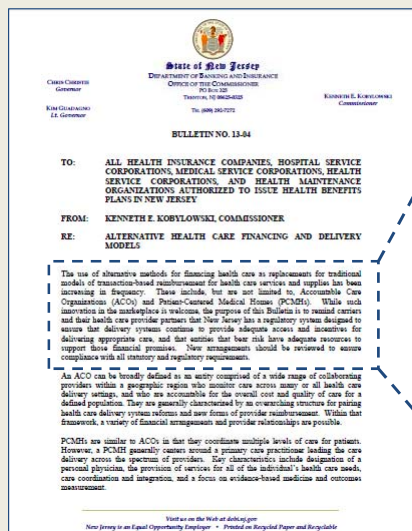 State of New Jersey
DEPARTMENT OF BANKING AND INSURANCE
OFFICE OF THE COMMISSIONER
PO BOX 325
TRENTON, NJ 08625-0325
TEL (609) 292-7272
CHRIS CHRISTIE
Governor
KIM GUADAGNO
Lt. Governor
KENNETH E. KOBYLOWSKI
Commissioner
BULLETIN NO. 13-04
TO: ALL HEALTH INSURANCE COMPANIES, HOSPITAL SERVICE
CORPORATIONS, MEDICAL SERVICE CORPORATIONS, HEALTH
SERVICE CORPORATIONS, AND HEALTH MAINTENANCE
ORGANIZATIONS AUTHORIZED TO ISSUE HEALTH BENEFITS
PLANS IN NEW JERSEY
FROM: KENNETH E. KOBYLOWSKI, COMMISSIONER
RE: ALTERNATIVE HEALTH CARE FINANCING AND DELIVERY
MODELS
The use of alternative methods for financing health care as replacements for traditional
models of transaction-based reimbursement for health care services and supplies has been
increasing in frequency. These include, but are not limited to, Accountable Care
Organizations (ACOs) and Patient-Centered Medical Homes (PCMHs). While such
innovation in the marketplace is welcome, the purpose of this Bulletin is to remind carriers
and their health care provider partners that New Jersey has a regulatory system designed to
ensure that delivery systems continue to provide adequate access and incentives for
delivering appropriate care, and that entities that bear risk have adequate resources to
support those financial promises. New arrangements should be reviewed to ensure
compliance with all statutory and regulatory requirements.
An ACO can be broadly defined as an entity comprised of a wide range of collaborating
providers within a geographic region who monitor care across many or all health care
delivery settings, and who are accountable for the overall cost and quality of care for a
defined population. They are generally characterized by an overarching structure for pairing
health care delivery system reforms and new forms of provider reimbursement. Within that
framework, a variety of financial arrangements and provider relationships are possible.
PCMHs are similar to ACOs in that they coordinate multiple levels of care for patients.
However, a PCMH generally centers around a primary care practitioner leading the care
delivery across the spectrum of providers. Key characteristics include designation of a
personal physician, the provision of services for all of the individual's health care needs,
care coordination and integration, and a focus on evidence-based medicine and outcomes
measurement.
Visit us on the Web at dobi.nj.gov
New Jersey is an Equal Opportunity Employer • Printed on Recycled Paper and Recyclable